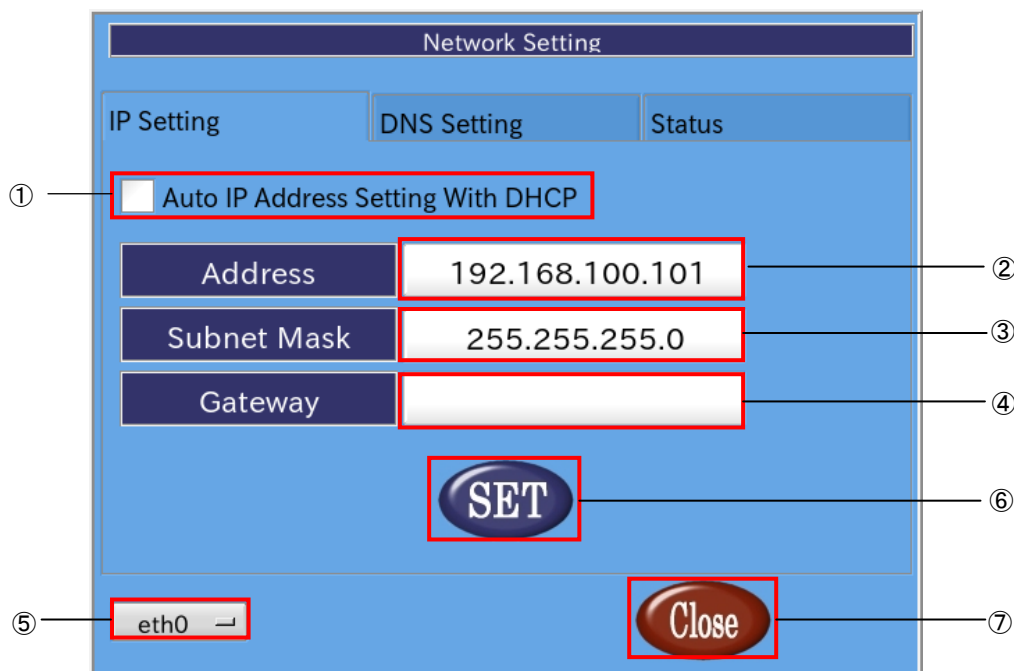 Network Setting
IP Setting DNS Setting Status
① Auto IP Address Setting With DHCP
Address 192.168.100.101 ②
Subnet Mask 255.255.255.0 ③
Gateway ④
SET ⑥
⑤ eth0 Close ⑦